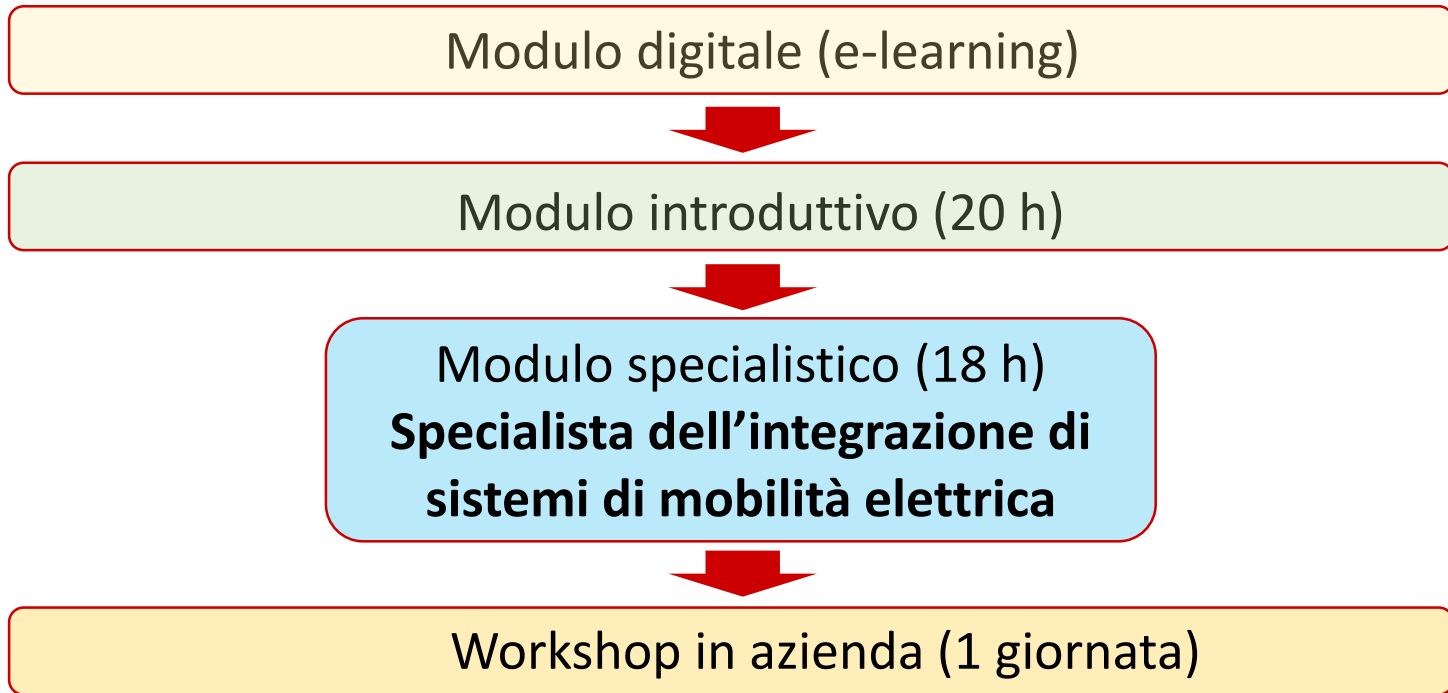 Modulo digitale (e-learning)
Modulo introduttivo (20 h)
Modulo specialistico (18 h)
Specialista dell’integrazione di
sistemi di mobilità elettrica
Workshop in azienda (1 giornata)